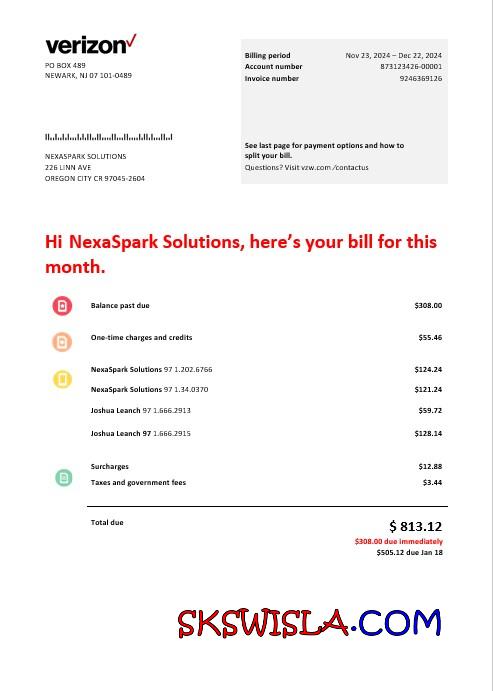 verizon
PO BOX 489
NEWARK, NJ 07 101-0489
Billing period Nov 23, 2024 – Dec 22, 2024
Account number 873123426-00001
Invoice number 9246369126
NEXASPARK SOLUTIONS
226 LINN AVE
OREGON CITY CR 97045-2604
See last page for payment options and how to
split your bill.
Questions? Visit vzw.com/contactus
Hi NexaSpark Solutions, here's your bill for this
month.
Balance past due $308.00
One-time charges and credits $55.46
NexaSpark Solutions 97 1.202.6766 $124.24
NexaSpark Solutions 97 1.34.0370 $121.24
Joshua Leanch 97 1.666.2913 $59.72
Joshua Leanch 97 1.666.2915 $128.14
Surcharges $12.88
Taxes and government fees $3.44
Total due $ 813.12
$308.00 due immediately
$505.12 due Jan 18
SKSWISLA.COM